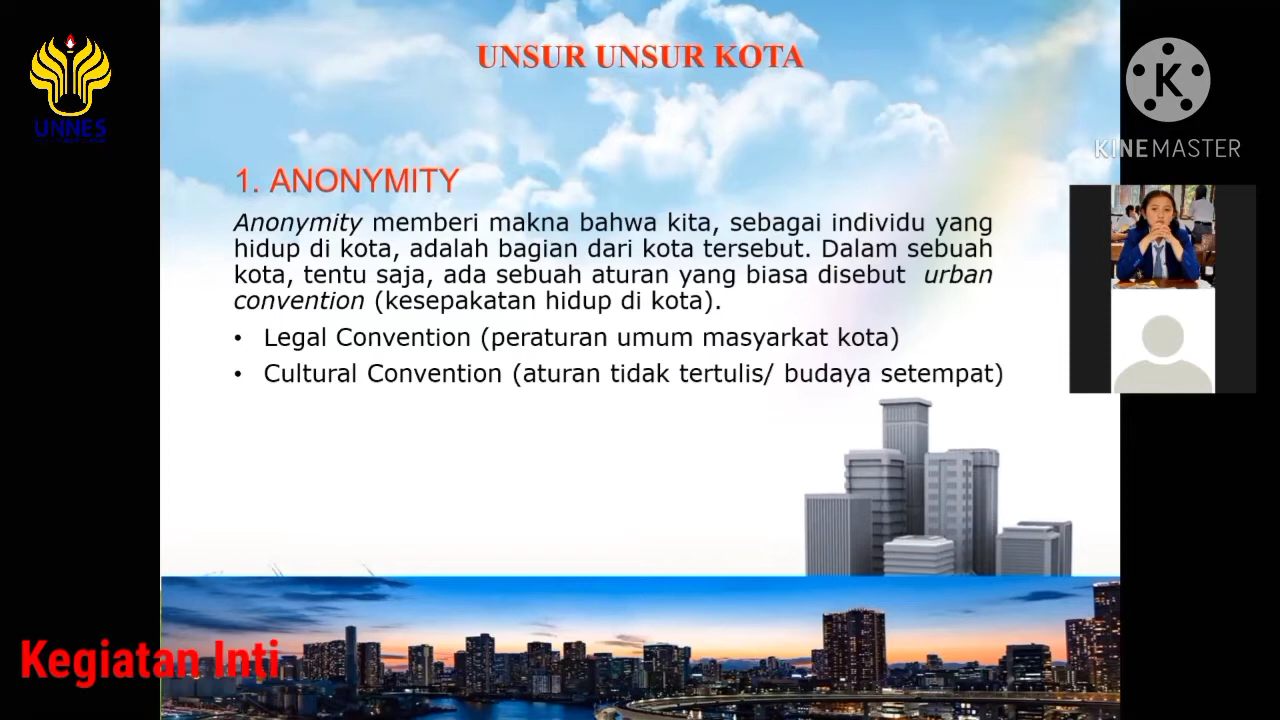 UNSUR UNSUR KOTA
UNNES
K
KINEMASTER
1. ANONYMITY
Anonymity memberi makna bahwa kita, sebagai individu yang
hidup di kota, adalah bagian dari kota tersebut. Dalam sebuah
kota, tentu saja, ada sebuah aturan yang biasa disebut urban
convention (kesepakatan hidup di kota).
• Legal Convention (peraturan umum masyarkat kota)
• Cultural Convention (aturan tidak tertulis/ budaya setempat)
Kegiatan Inti